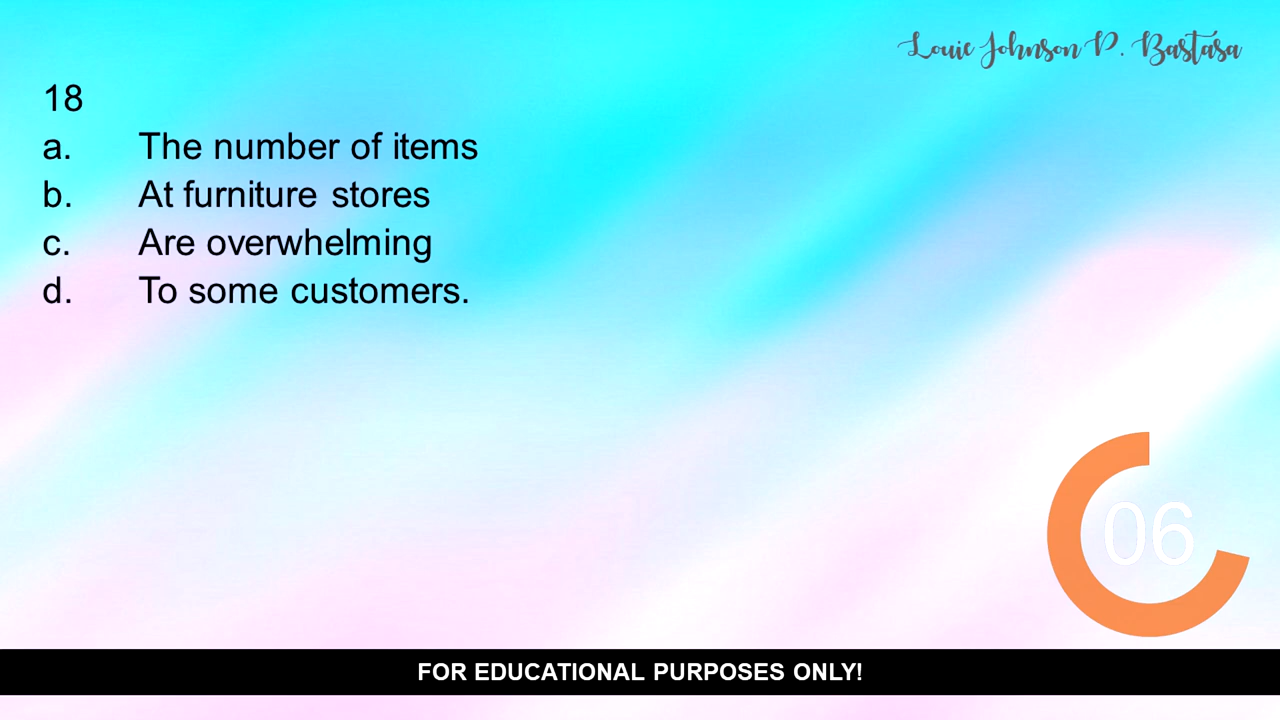 Louie Johnson P. Bastasa
18
a. The number of items
b. At furniture stores
c. Are overwhelming
d. To some customers.
06
FOR EDUCATIONAL PURPOSES ONLY!